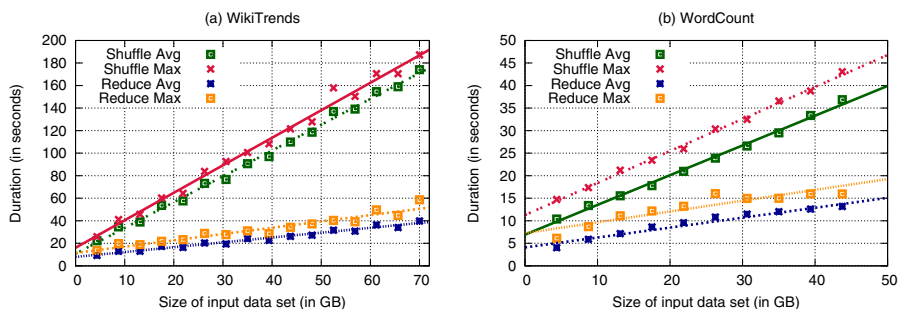 (a) WikiTrends
Duration (in seconds)
200
180
160
140
120
100
80
60
40
20
0
Shuffle Avg
Shuffle Max
Reduce Avg
Reduce Max
0 10 20 30 40 50 60 70
Size of input data set (in GB)
(b) WordCount
Duration (in seconds)
50
45
40
35
30
25
20
15
10
5
0
Shuffle Avg
Shuffle Max
Reduce Avg
Reduce Max
0 10 20 30 40 50
Size of input data set (in GB)